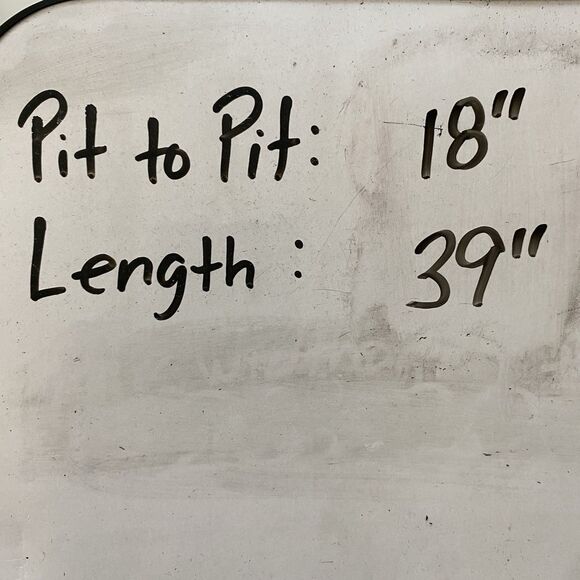 Pit to Pit: 18"
Length: 39"